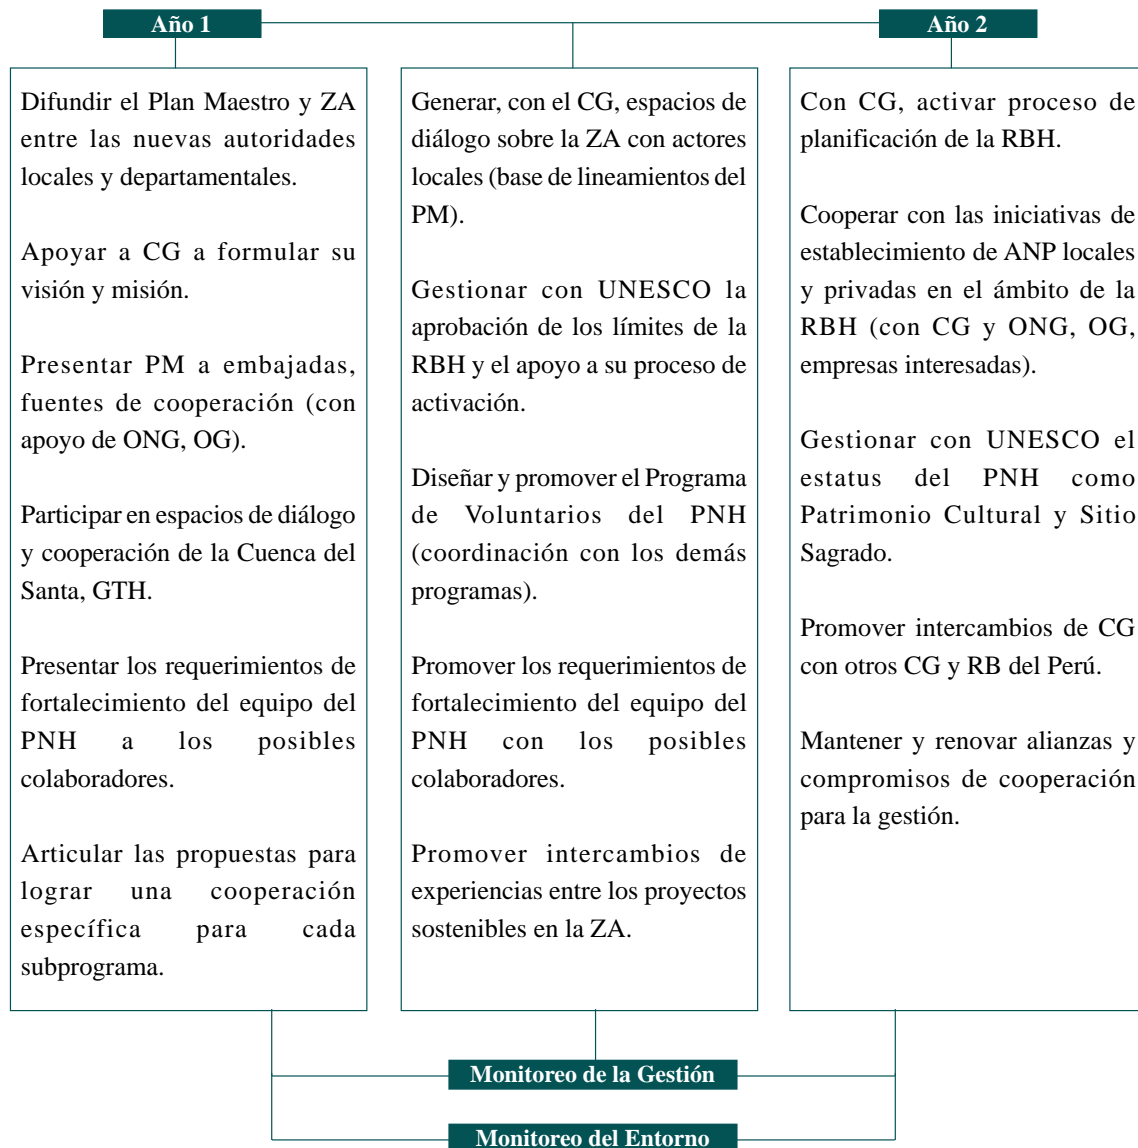 Año 1
Año 2
Difundir el Plan Maestro y ZA
entre las nuevas autoridades
locales y departamentales.
Apoyar a CG a formular su
visión y misión.
Presentar PM a embajadas,
fuentes de cooperación (con
apoyo de ONG, OG).
Participar en espacios de diálogo
y cooperación de la Cuenca del
Santa, GTH.
Presentar los requerimientos de
fortalecimiento del equipo del
PNH a los posibles
colaboradores.
Articular las propuestas para
lograr una cooperación
específica para cada
subprograma.
Generar, con el CG, espacios de
diálogo sobre la ZA con actores
locales (base de lineamientos del
PM).
Gestionar con UNESCO la
aprobación de los límites de la
RBH y el apoyo a su proceso de
activación.
Diseñar y promover el Programa
de Voluntarios del PNH
(coordinación con los demás
programas).
Promover los requerimientos de
fortalecimiento del equipo del
PNH con los posibles
colaboradores.
Promover intercambios de
experiencias entre los proyectos
sostenibles en la ZA.
Con CG, activar proceso de
planificación de la RBH.
Cooperar con las iniciativas de
establecimiento de ANP locales
y privadas en el ámbito de la
RBH (con CG y ONG, OG,
empresas interesadas).
Gestionar con UNESCO el
estatus del PNH como
Patrimonio Cultural y Sitio
Sagrado.
Promover intercambios de CG
con otros CG y RB del Perú.
Mantener y renovar alianzas y
compromisos de cooperación
para la gestión.
Monitoreo de la Gestión
Monitoreo del Entorno